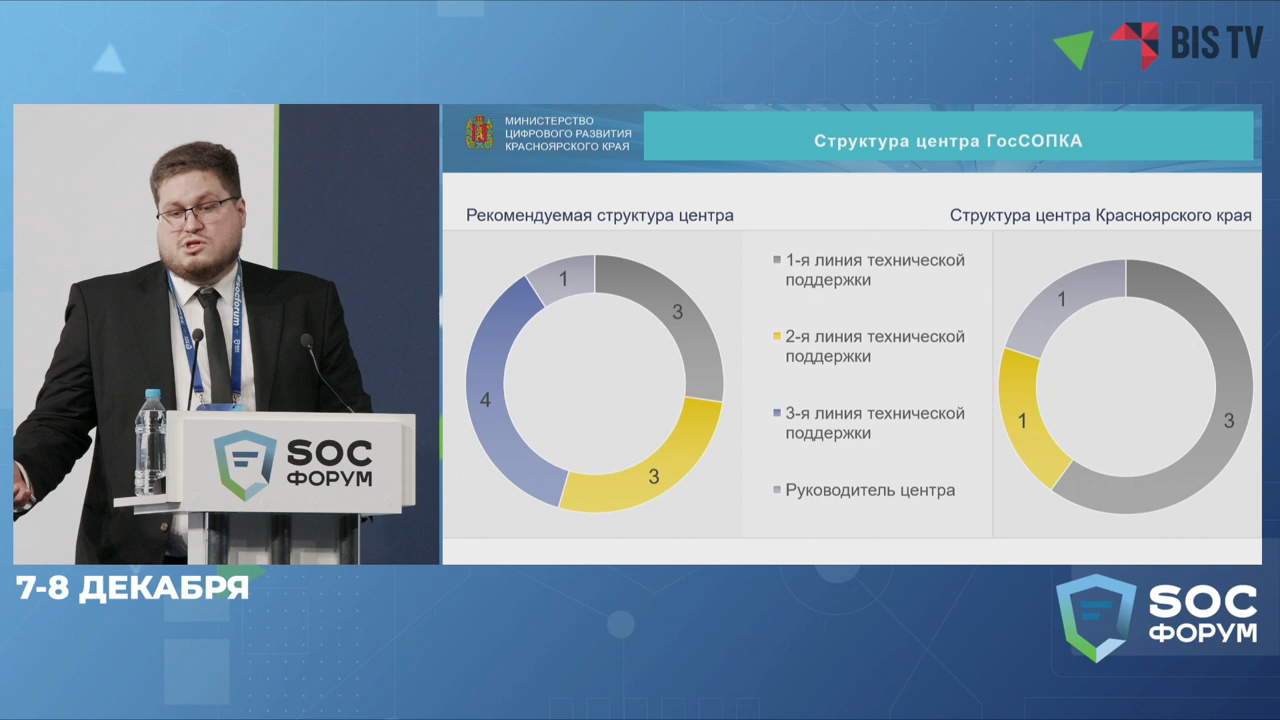 BIS TV
МИНИСТЕРСТВО
ЦИФРОВОГО РАЗВИТИЯ
КРАСНОЯРСКОГО КРАЯ
Структура центра ГосСОПКА
Рекомендуемая структура центра
Структура центра Красноярского края
1
3
4
3
1-я линия технической
поддержки
2-я линия технической
поддержки
3-я линия технической
поддержки
Руководитель центра
1
1
3
socforum
SOC
ФОРУМ
7-8 ДЕКАБРЯ
SOC
ФОРУМ